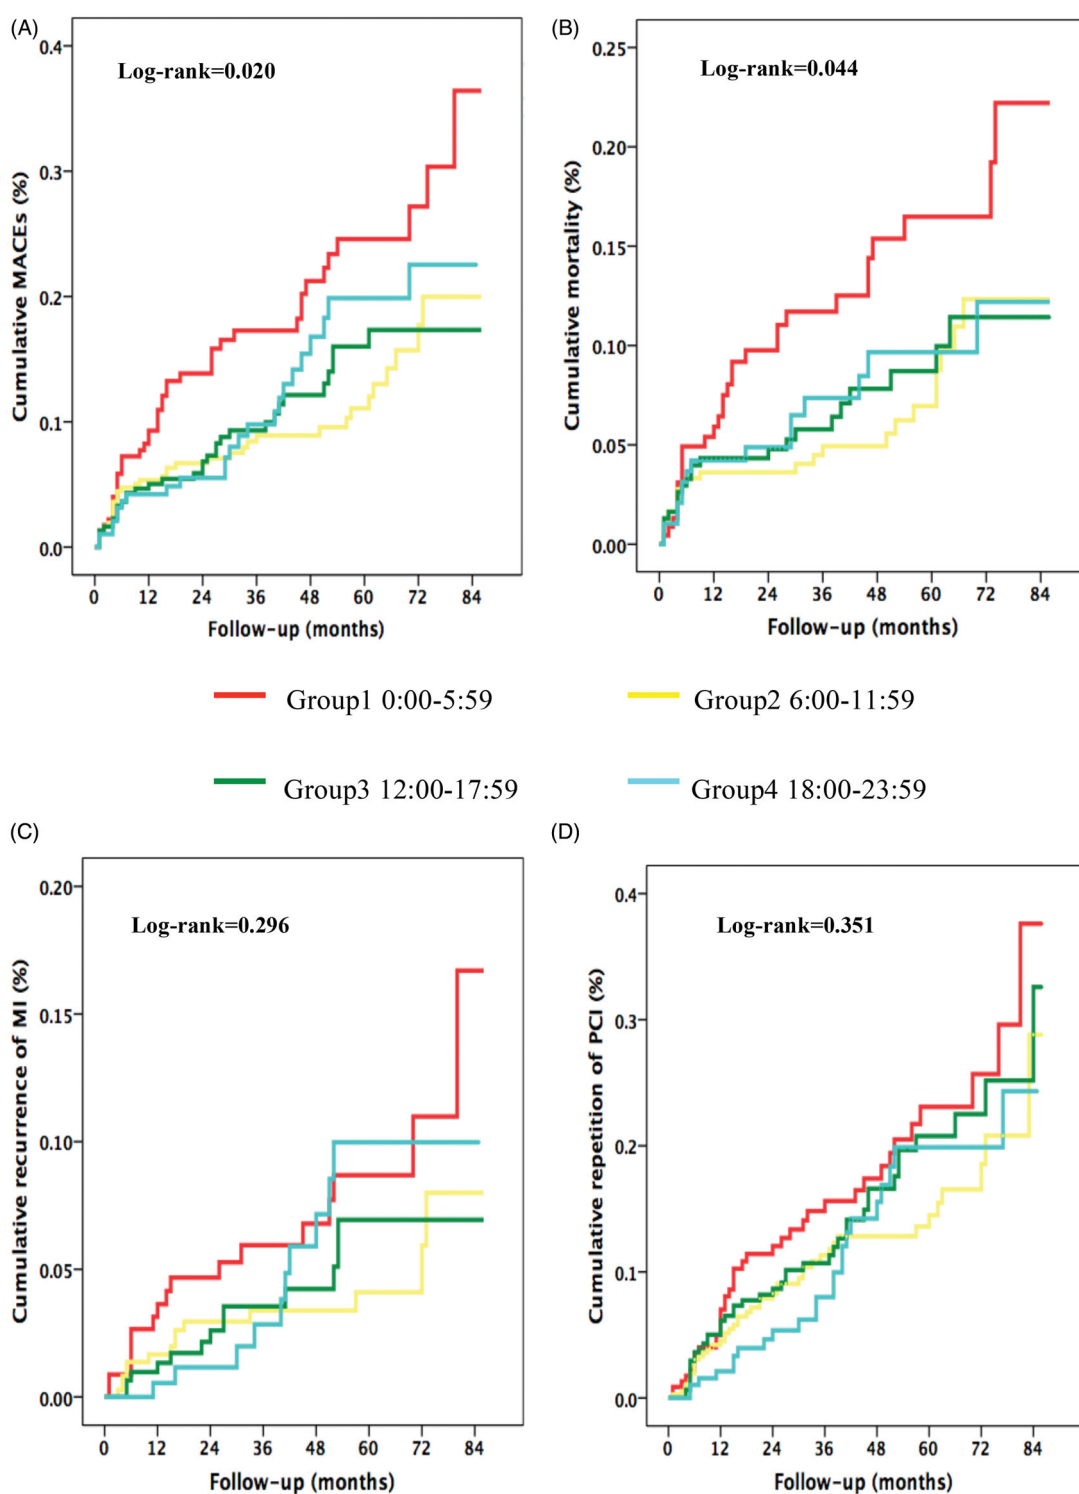 (A)
Log-rank=0.020
Cumulative MACEs (%)
0.4
0.3
0.2
0.1
0.0
0 12 24 36 48 60 72 84
Follow-up (months)
(B)
Log-rank=0.044
Cumulative mortality (%)
0.25
0.20
0.15
0.10
0.05
0.00
0 12 24 36 48 60 72 84
Follow-up (months)
Group1 0:00-5:59
Group2 6:00-11:59
Group3 12:00-17:59
Group4 18:00-23:59
(C)
Log-rank=0.296
Cumulative recurrence of MI (%)
0.20
0.15
0.10
0.05
0.00
0 12 24 36 48 60 72 84
Follow-up (months)
(D)
Log-rank=0.351
Cumulative repetition of PCI (%)
0.4
0.3
0.2
0.1
0.0
0 12 24 36 48 60 72 84
Follow-up (months)